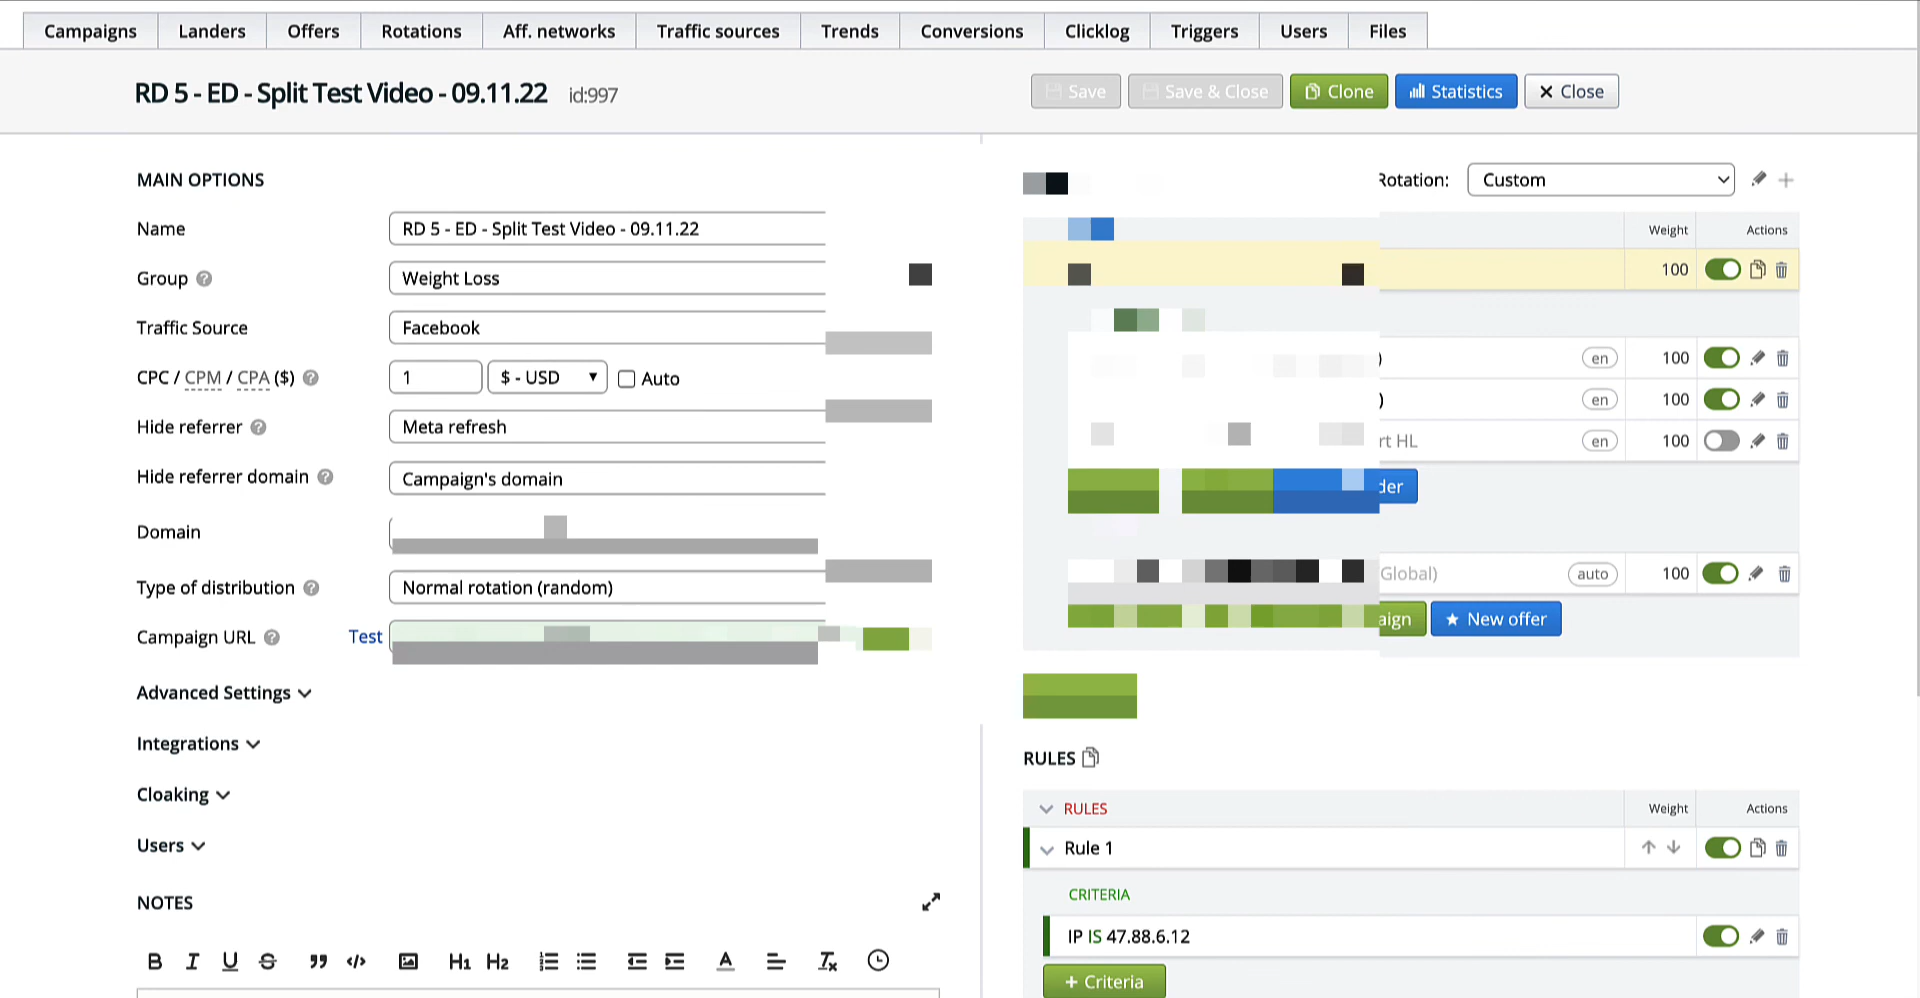 Campaigns Landers Offers Rotations Aff. networks Traffic sources Trends Conversions Clicklog Triggers Users Files
RD 5 - ED - Split Test Video - 09.11.22 id:997
Save Save & Close Clone Statistics Close
MAIN OPTIONS
Name RD 5 - ED - Split Test Video - 09.11.22
Group Weight Loss
Traffic Source Facebook
CPC / CPM / CPA ($) 1 $ - USD Auto
Hide referrer Meta refresh
Hide referrer domain Campaign's domain
Domain
Type of distribution Normal rotation (random)
Campaign URL Test
Advanced Settings
Integrations
Cloaking
Users
NOTES
B I U S H1 H2 A Tx
Rotation: Custom
Weight Actions
100
) en 100
) en 100
rt HL en 100
der
Global) auto 100
aign New offer
RULES
RULES Weight Actions
Rule 1
CRITERIA
IP IS 47.88.6.12
+ Criteria